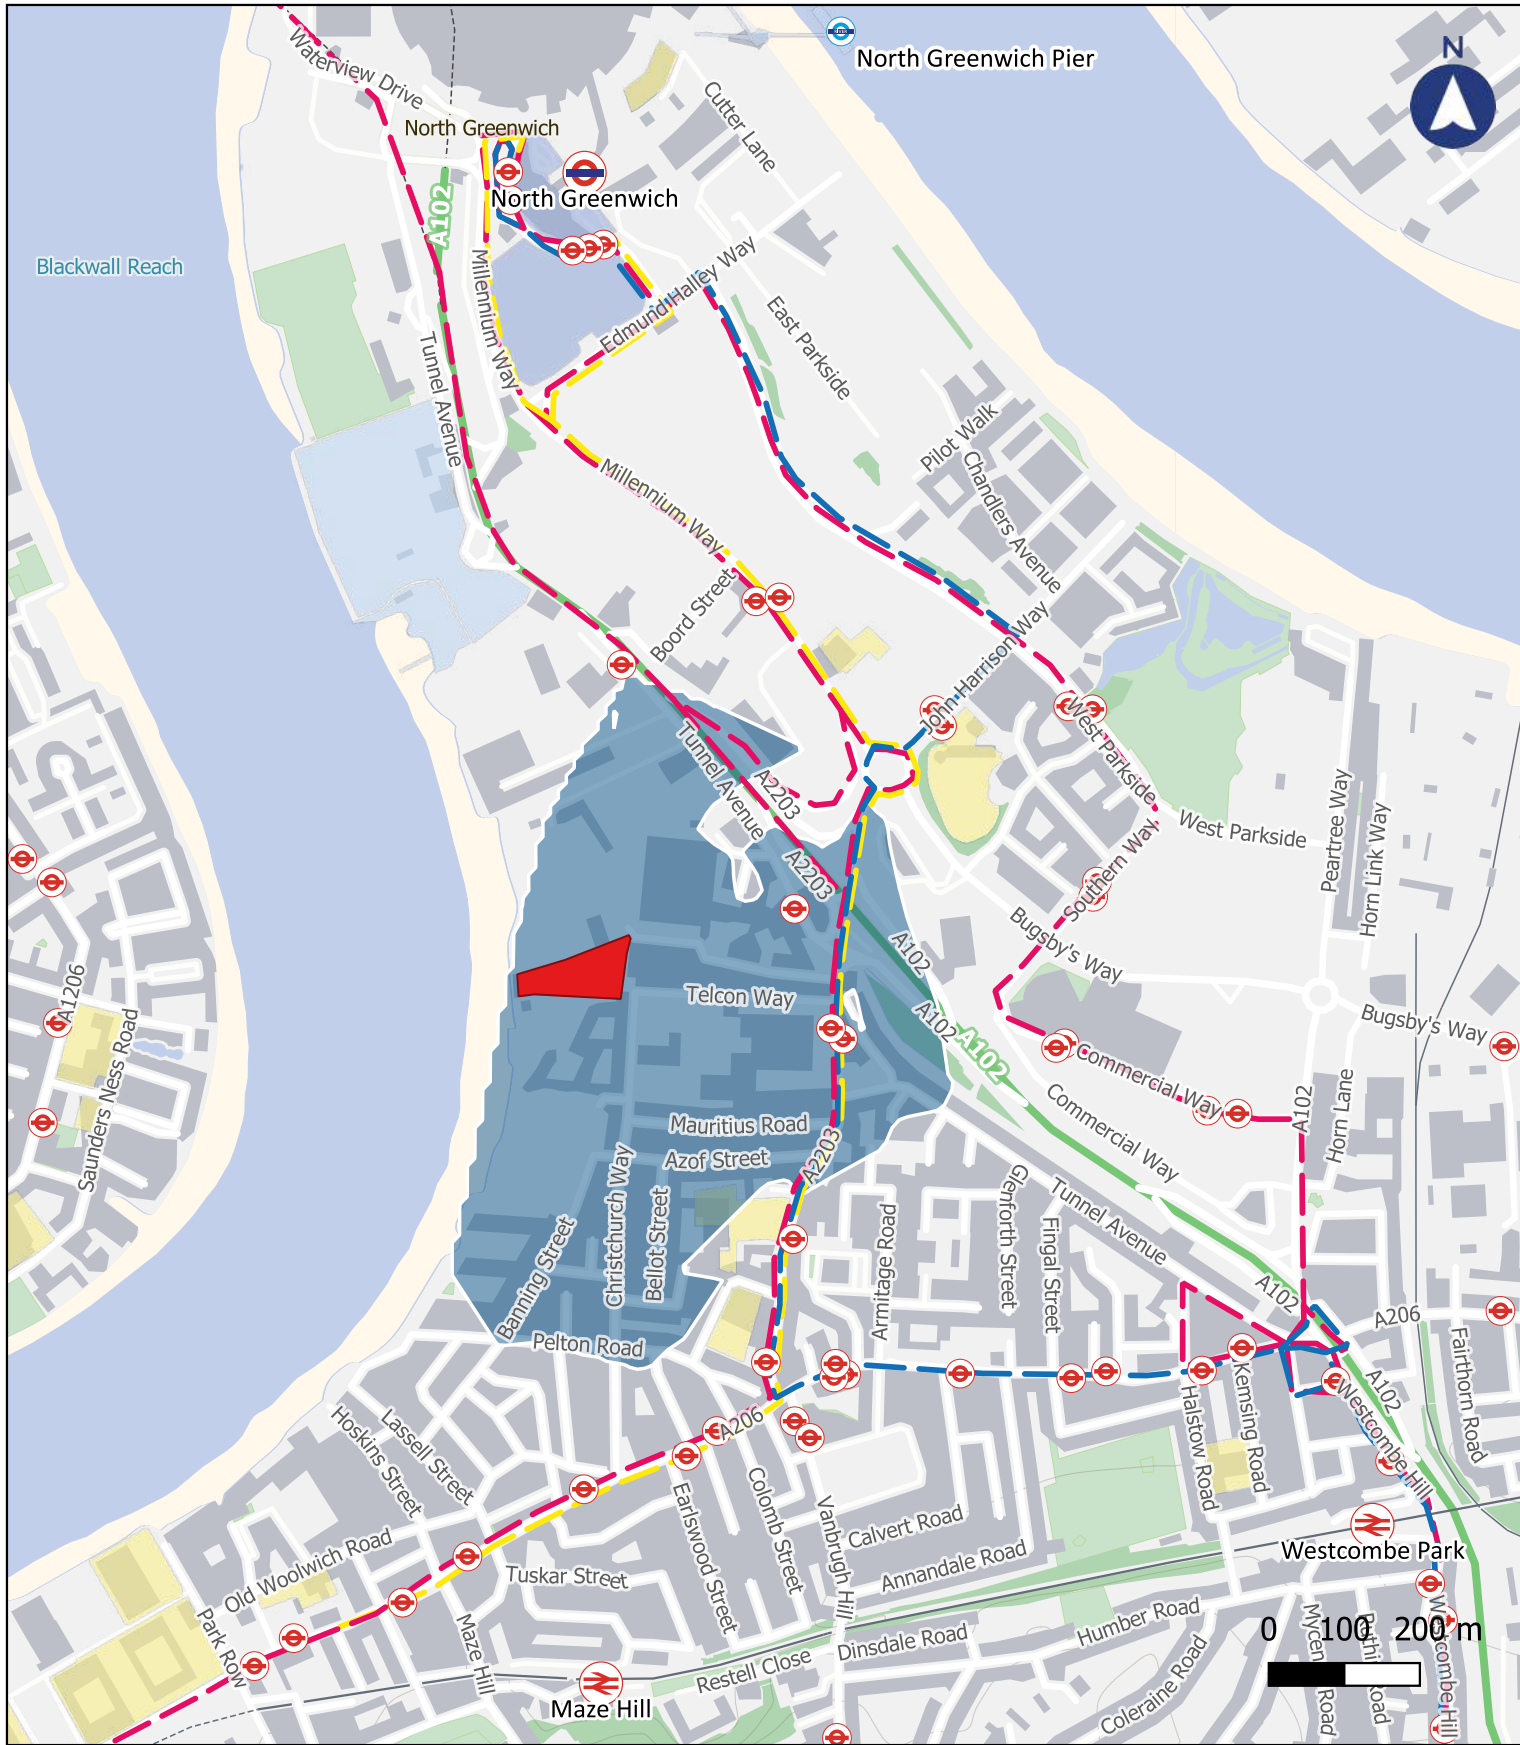 N
North Greenwich Pier
Waterview Drive
Cutter Lane
North Greenwich
North Greenwich
A102
Blackwall Reach
Millennium Way
Edmund Halley Way
East Parkside
Tunnel Avenue
Pilot Walk
Chandlers Avenue
Millennium Way
Boord Street
John Harrison Way
West Parkside
Tunnel Avenue
A2203
West Parkside
Peartree Way
Horn Link Way
A2203
Southern Way
A102
Bugsby's Way
A1206
Telcon Way
A102
A102
Bugsby's Way
Saunders Ness Road
Commercial Way
Commercial Way
A102
Horn Lane
Mauritius Road
Azof Street
A2203
Christchurch Way
Bellot Street
Banning Street
Armitage Road
Glenforth Street
Fingal Street
Tunnel Avenue
A102
A206
Pelton Road
Fairthorn Road
Halstow Road
Kemsing Road
A102
Westcombe Hill
Hoskins Street
Lassell Street
A206
Earlswood Street
Colomb Street
Vanbrugh Hill
Calvert Road
Annandale Road
Westcombe Park
Old Woolwich Road
Tuskar Street
Park Row
Maze Hill
Maze Hill
Restell Close
Dinsdale Road
Humber Road
Coleraine Road
Westcombe Hill
0 100 200 m